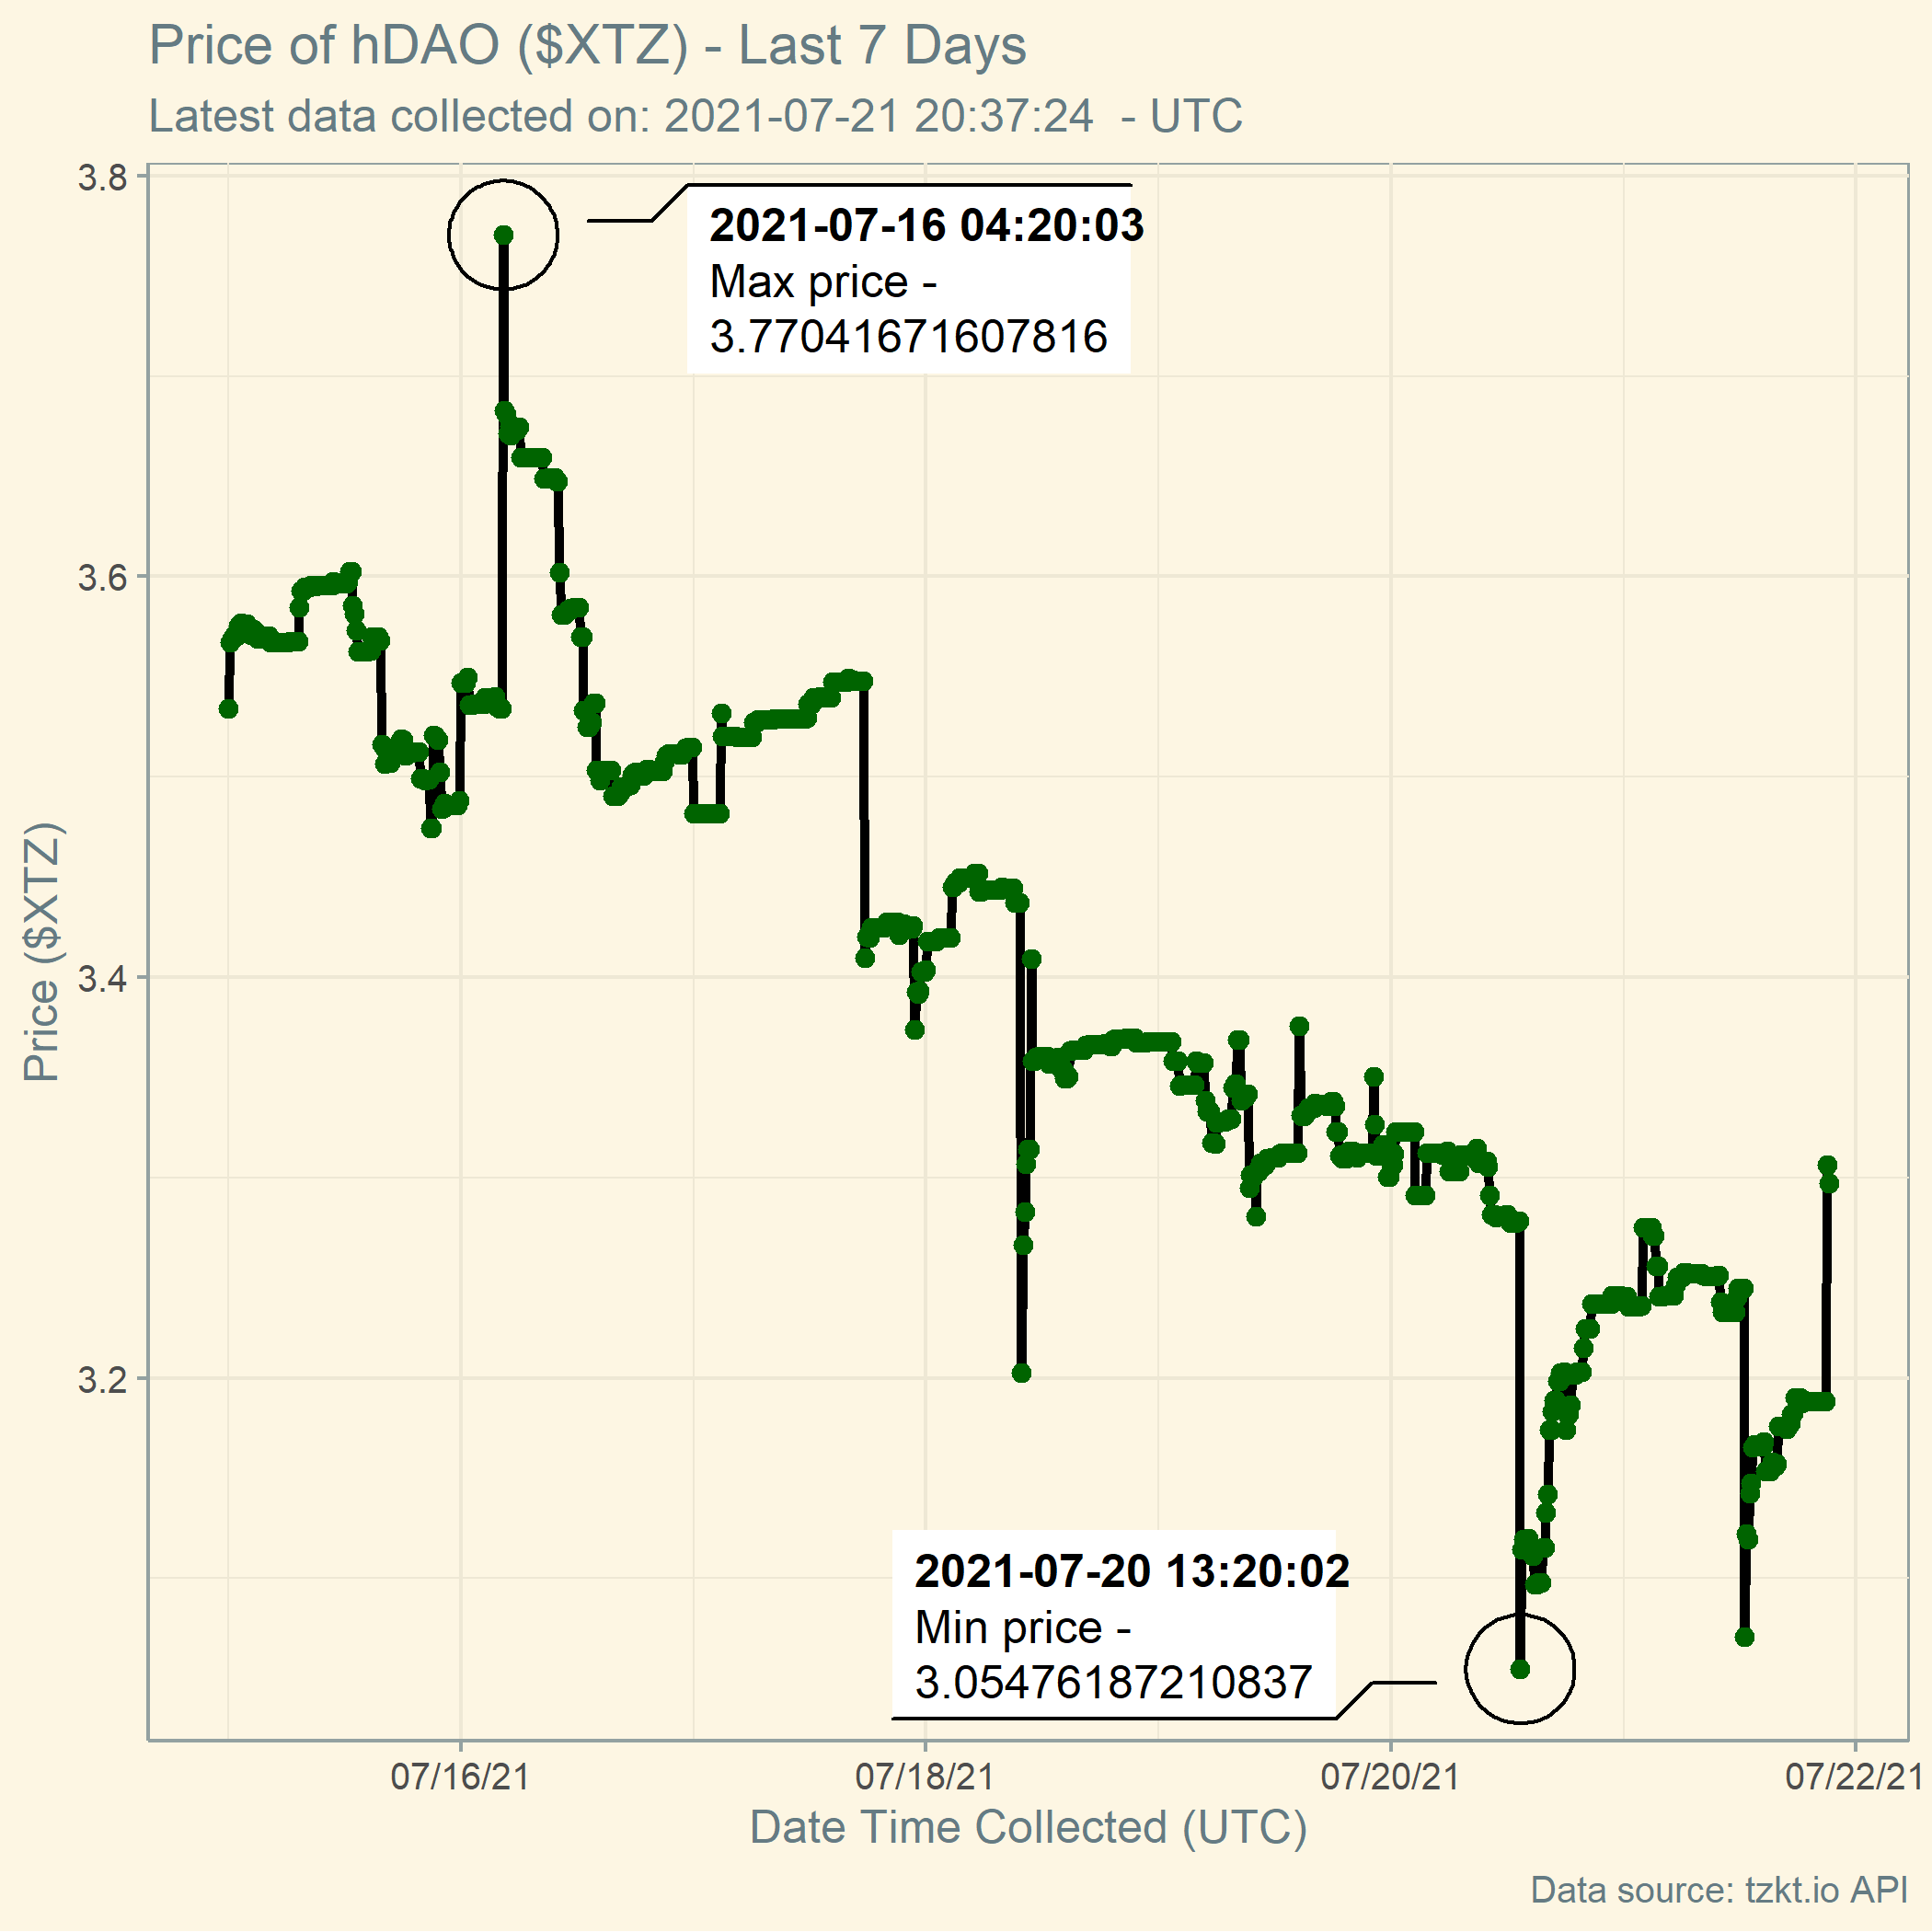 Price of hDAO ($XTZ) - Last 7 Days
Latest data collected on: 2021-07-21 20:37:24  - UTC
3.8
3.6
3.4
3.2
Price ($XTZ)
2021-07-16 04:20:03
Max price -
3.77041671607816
2021-07-20 13:20:02
Min price -
3.05476187210837
07/16/21
07/18/21
07/20/21
07/22/21
Date Time Collected (UTC)
Data source: tzkt.io API